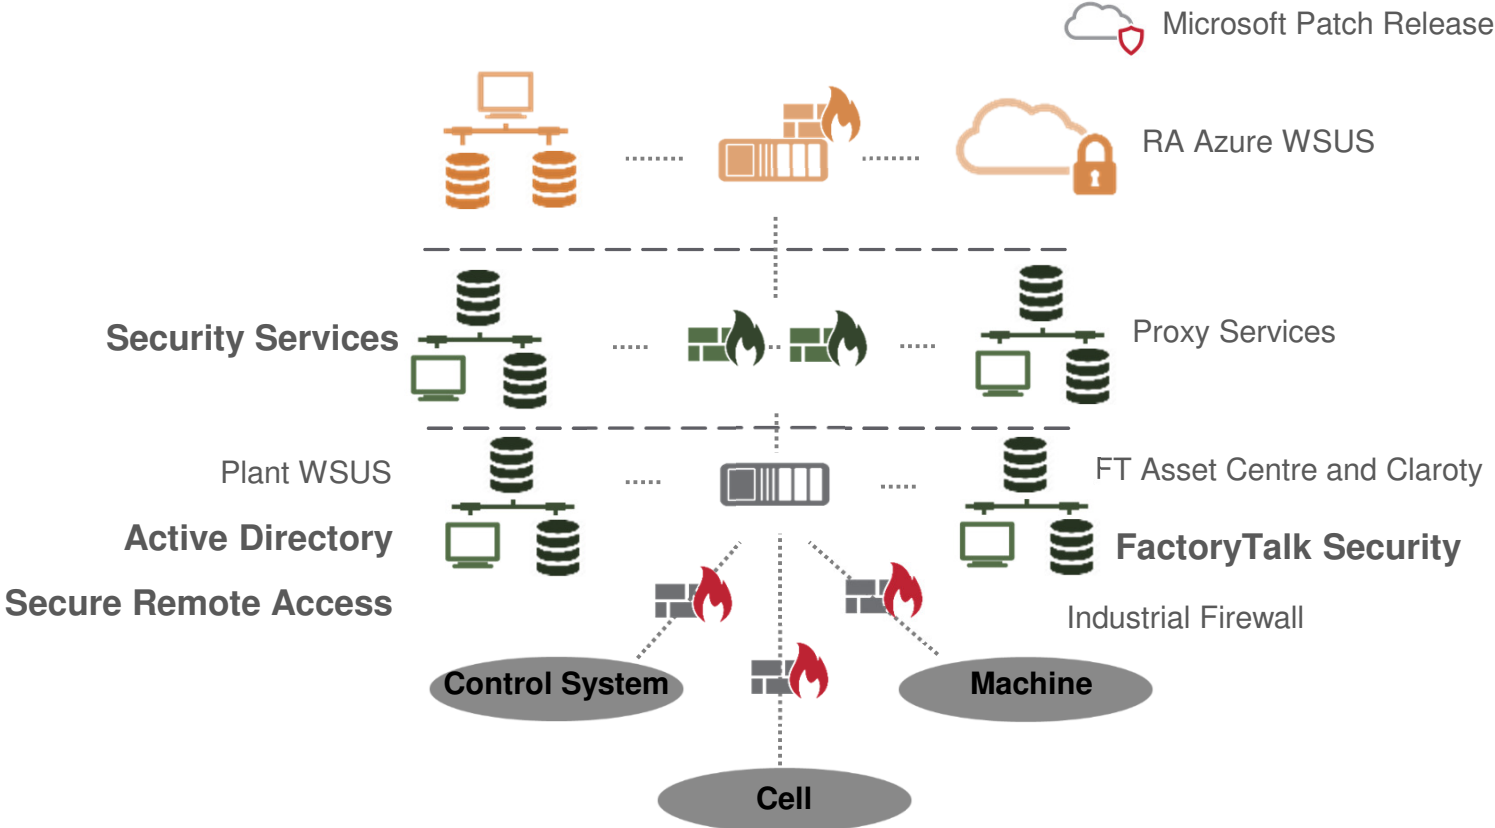 Microsoft Patch Release
RA Azure WSUS
Security Services
Proxy Services
Plant WSUS
FT Asset Centre and Claroty
Active Directory
FactoryTalk Security
Secure Remote Access
Industrial Firewall
Control System
Machine
Cell